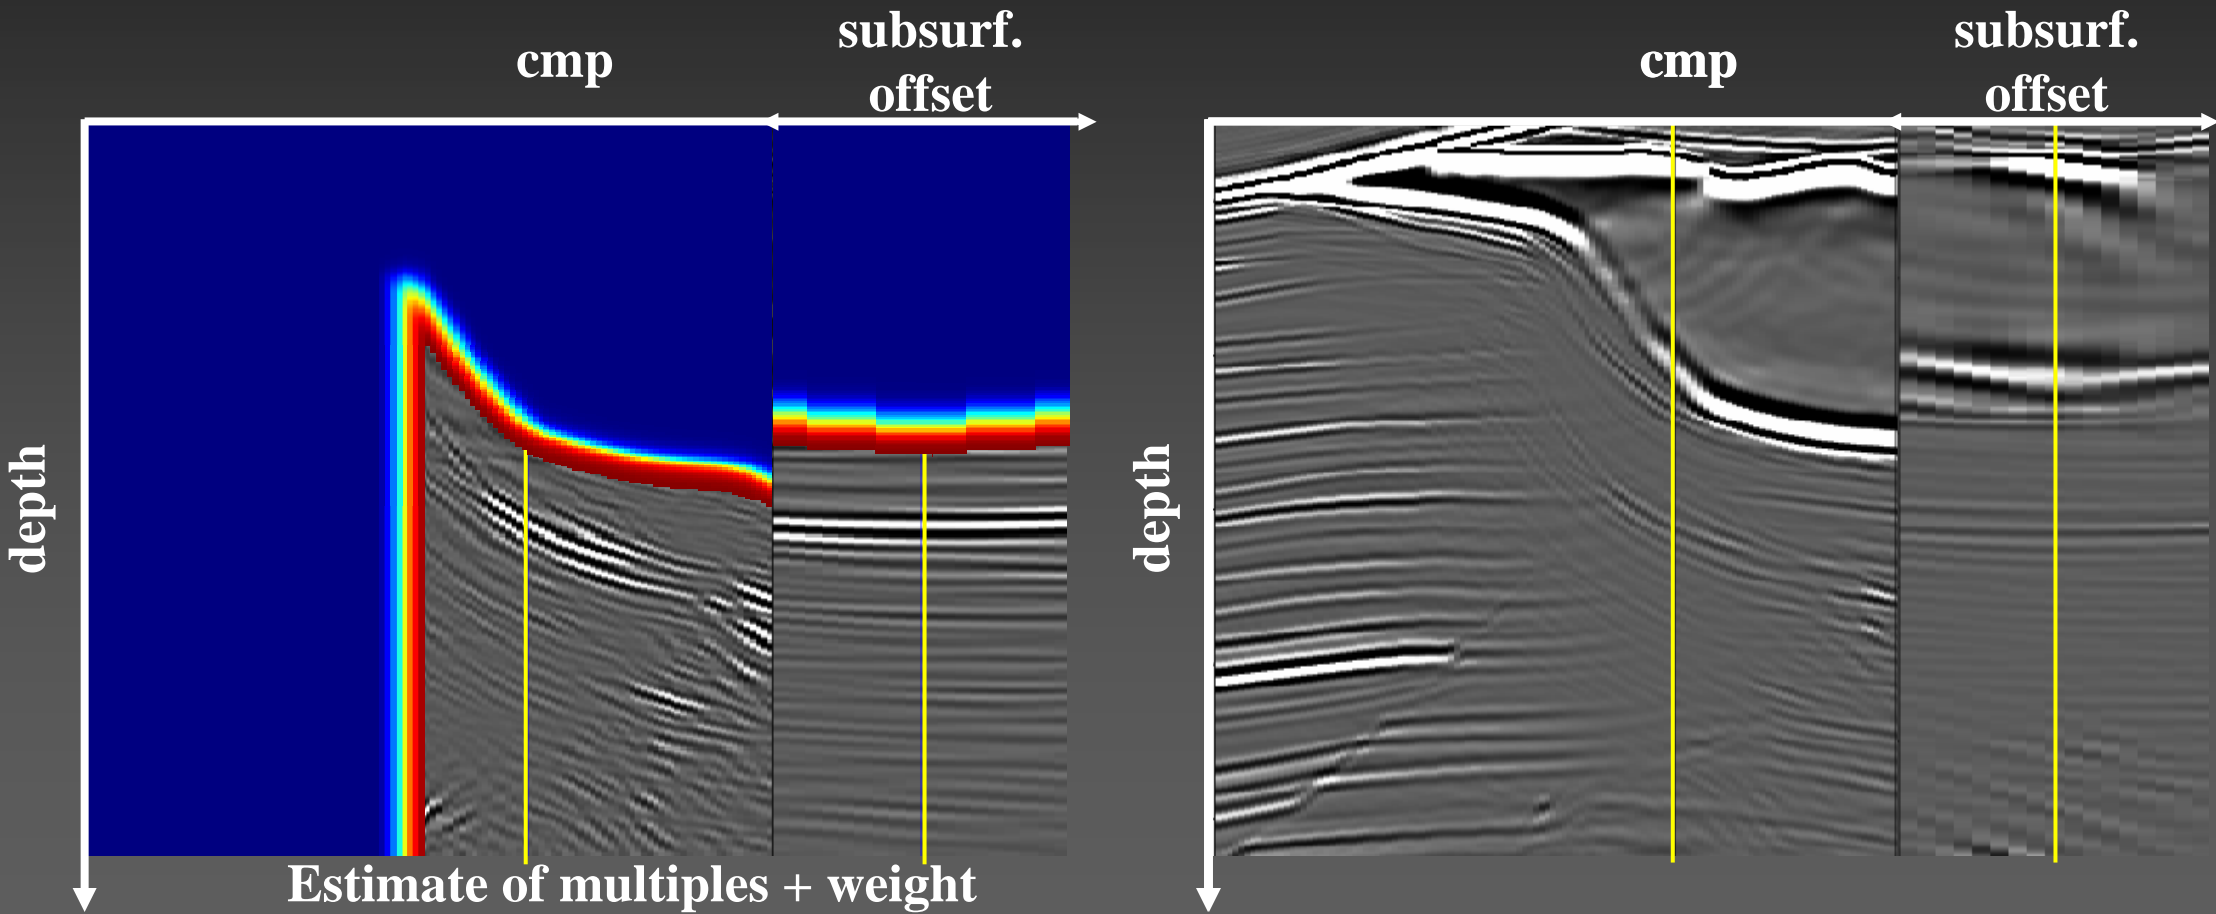 cmp
subsurf.
offset
depth
Estimate of multiples + weight
cmp
subsurf.
offset
depth